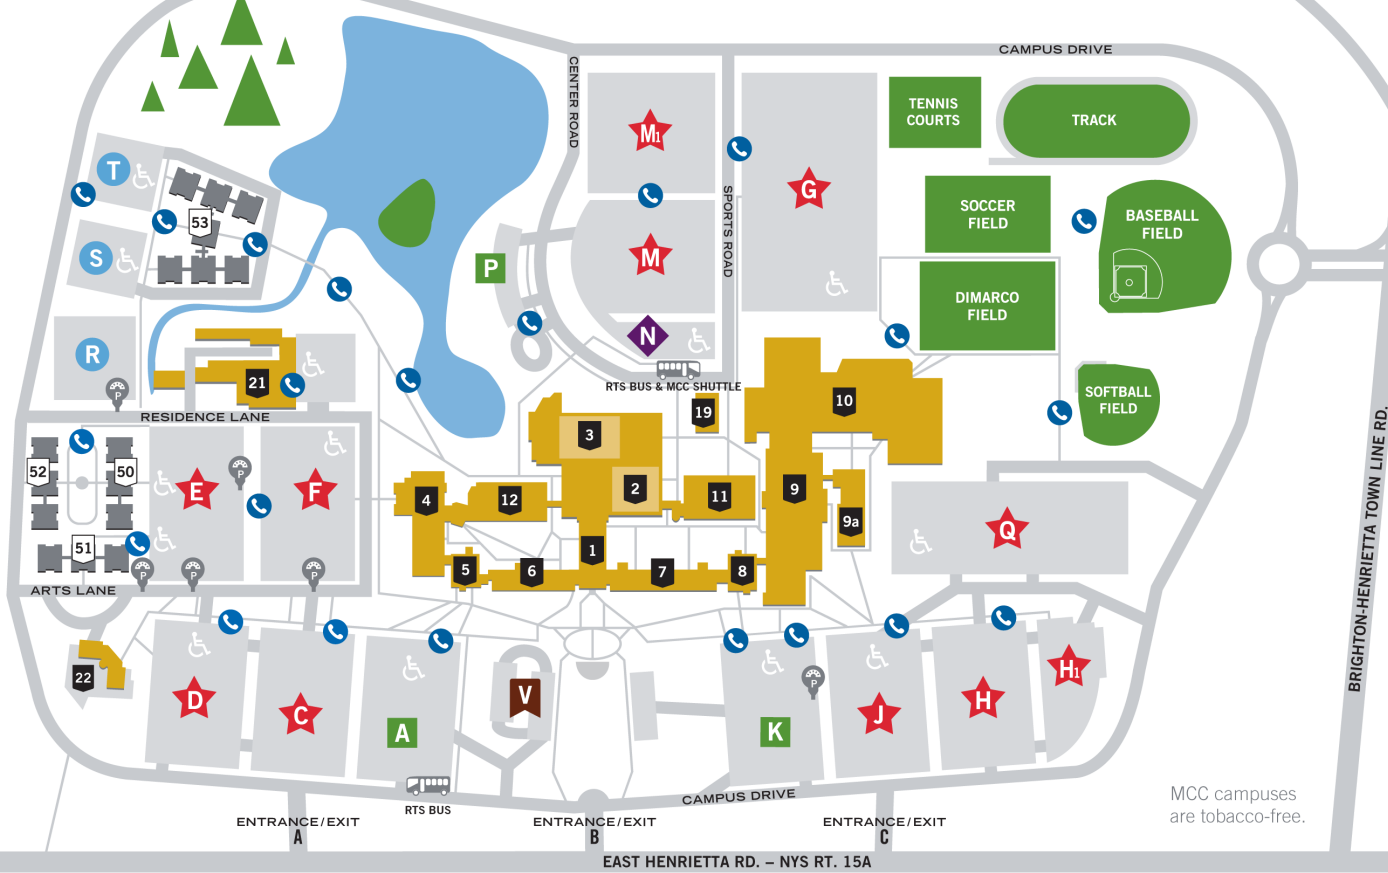 CAMPUS DRIVE
CENTER ROAD
M1
G
TENNIS
COURTS
TRACK
T
53
S
SPORTS ROAD
SOCCER
FIELD
BASEBALL
FIELD
M
P
DIMARCO
FIELD
N
R
RTS BUS & MCC SHUTTLE
21
P
RESIDENCE LANE
19
10
SOFTBALL
FIELD
3
52
50
E
P
F
4
12
2
11
9
9a
Q
BRIGHTON-HENRIETTA TOWN LINE RD.
51
1
5
6
7
8
P
P
P
ARTS LANE
22
D
C
A
V
K
P
J
H
H1
RTS BUS
CAMPUS DRIVE
MCC campuses
are tobacco-free.
ENTRANCE/EXIT
A
ENTRANCE/EXIT
B
ENTRANCE/EXIT
C
EAST HENRIETTA RD. – NYS RT. 15A